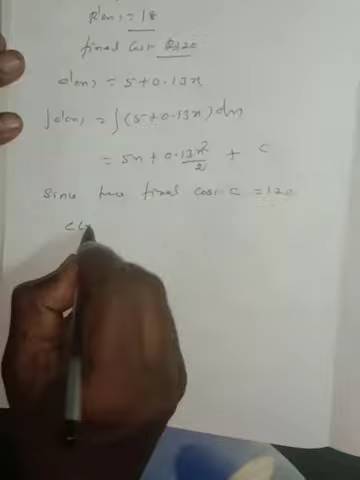 R'(x) = 18
final cost 120
c'(x) = 5 + 0.13x
∫c'(x) = ∫(5 + 0.13x) dx
= 5x + 0.13x²/2 + C
Since the final cost C = 120
C(x